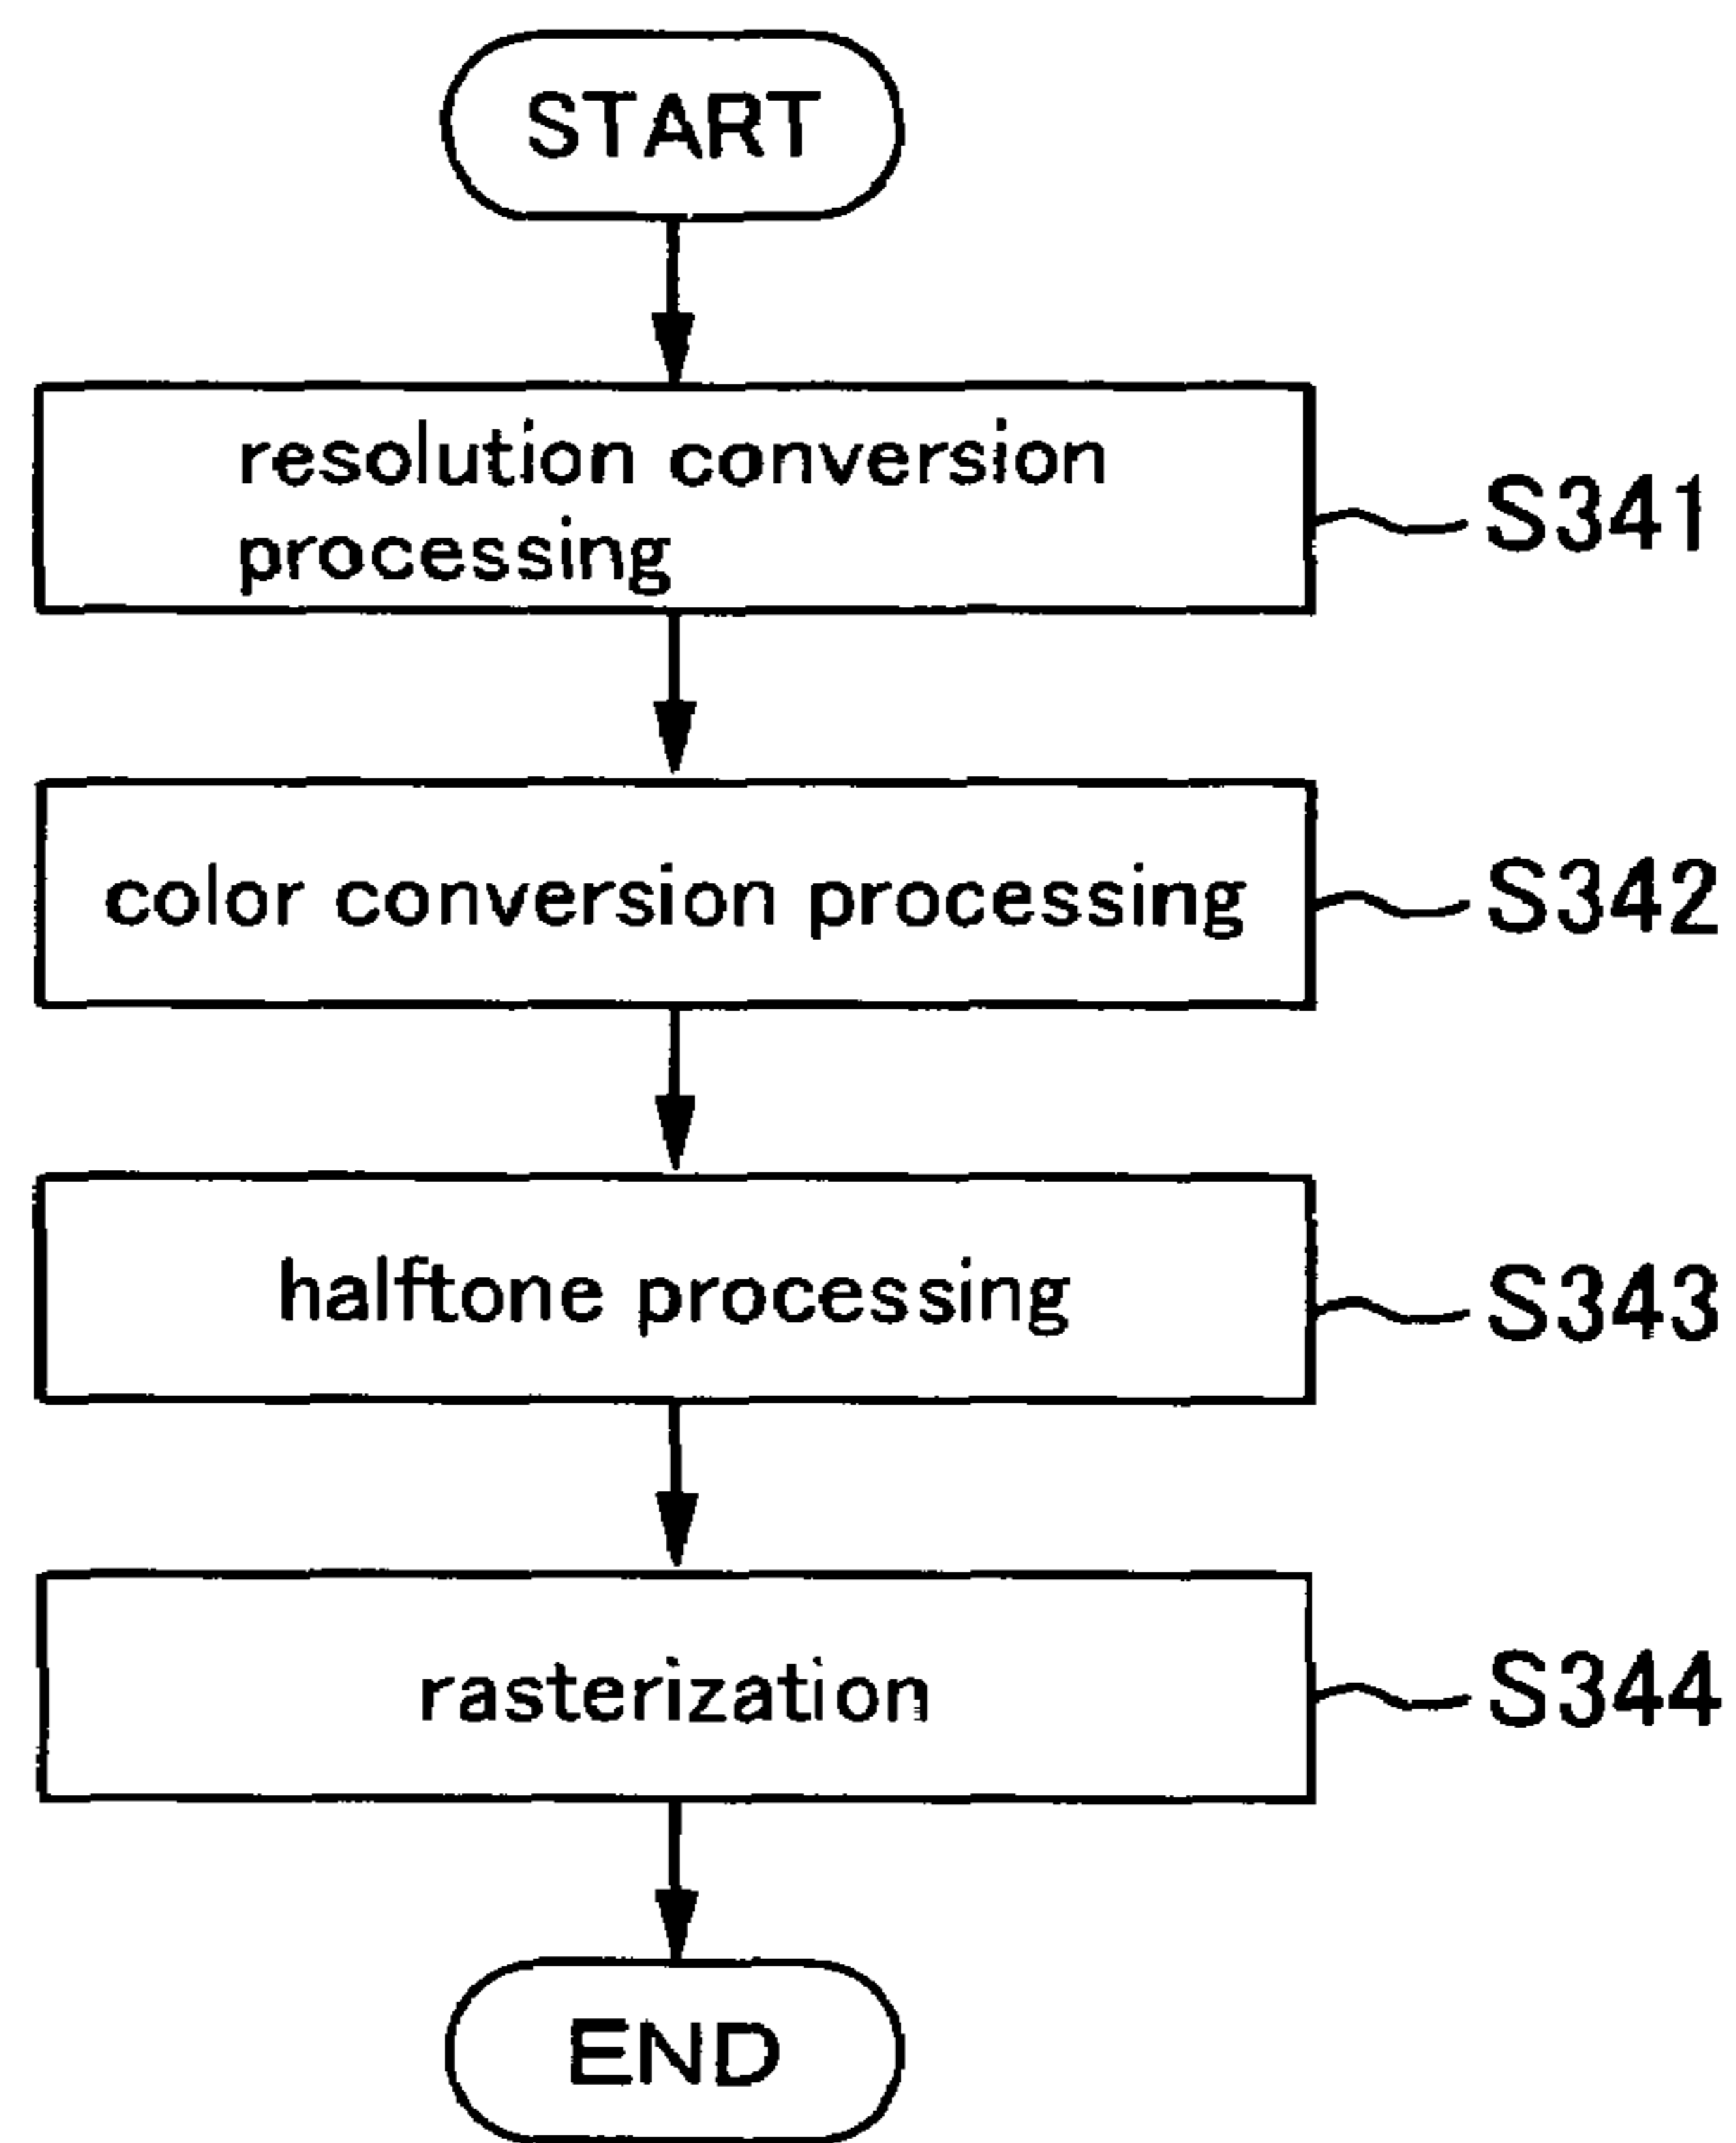 START
resolution conversion
processing
S341
color conversion processing
S342
halftone processing
S343
rasterization
S344
END